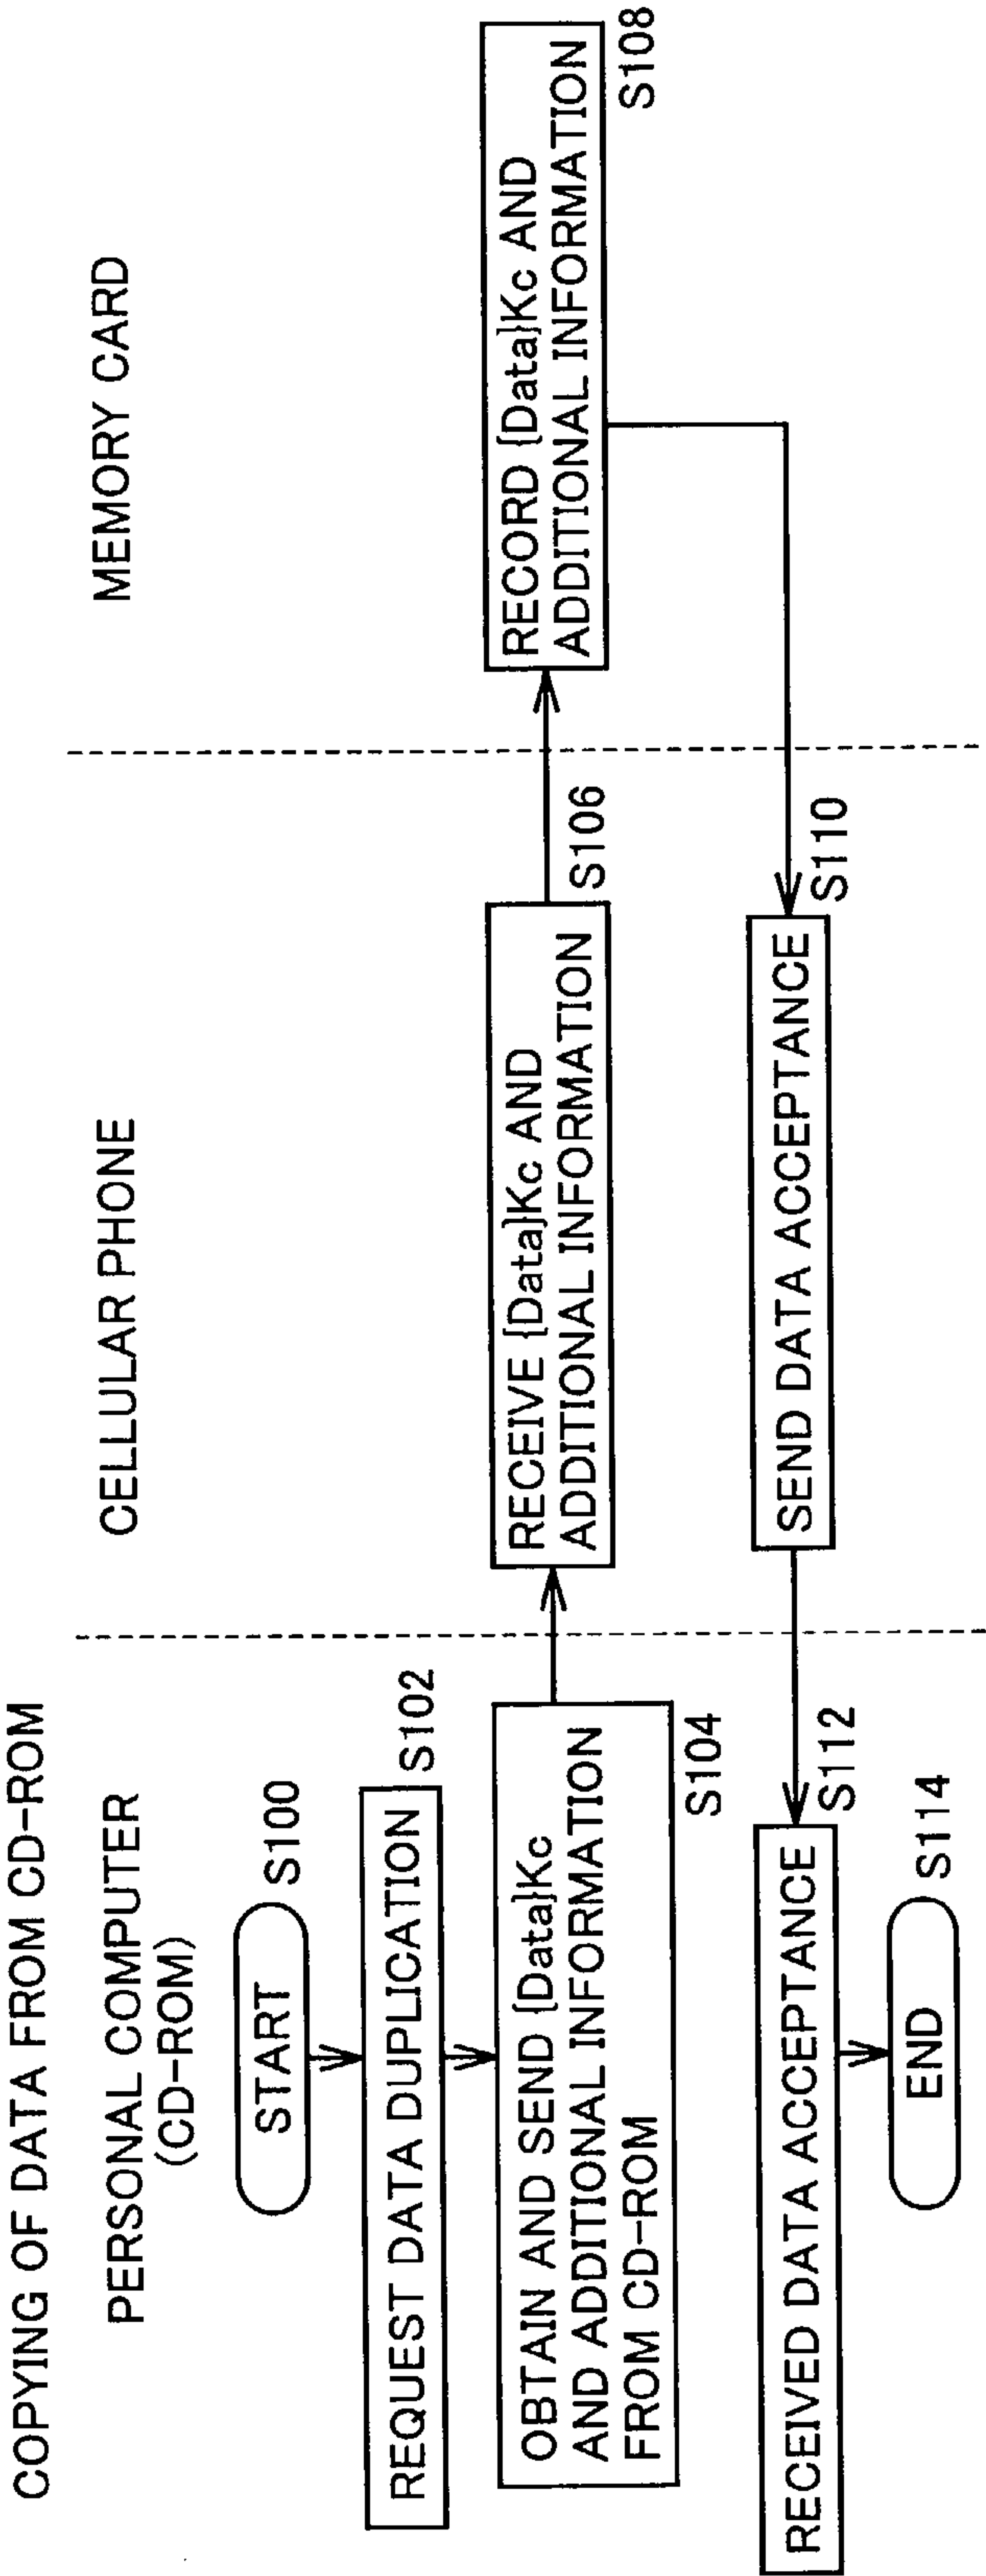 COPYING OF DATA FROM CD-ROM
PERSONAL COMPUTER
(CD-ROM)
CELLULAR PHONE
MEMORY CARD
START
S100
REQUEST DATA DUPLICATION
S102
OBTAIN AND SEND {Data}Kc
AND ADDITIONAL INFORMATION
FROM CD-ROM
S104
RECEIVE {Data}Kc AND
ADDITIONAL INFORMATION
S106
RECORD {Data}Kc AND
ADDITIONAL INFORMATION
S108
SEND DATA ACCEPTANCE
S110
RECEIVED DATA ACCEPTANCE
S112
END
S114